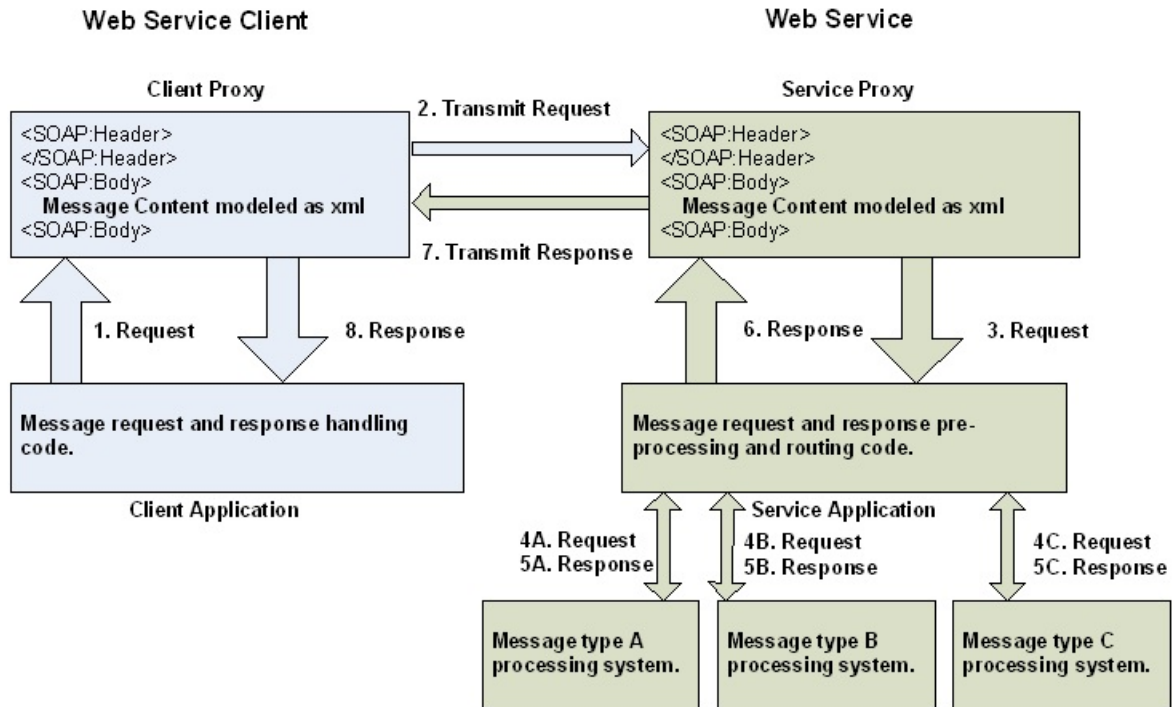 Web Service Client
Web Service
Client Proxy
Service Proxy
2. Transmit Request
<SOAP:Header>
</SOAP:Header>
<SOAP:Body>
Message Content modeled as xml
<SOAP:Body>
<SOAP:Header>
</SOAP:Header>
<SOAP:Body>
Message Content modeled as xml
<SOAP:Body>
7. Transmit Response
1. Request
8. Response
6. Response
3. Request
Message request and response handling
code.
Message request and response pre-
processing and routing code.
Client Application
Service Application
4A. Request
5A. Response
4B. Request
5B. Response
4C. Request
5C. Response
Message type A
processing system.
Message type B
processing system.
Message type C
processing system.